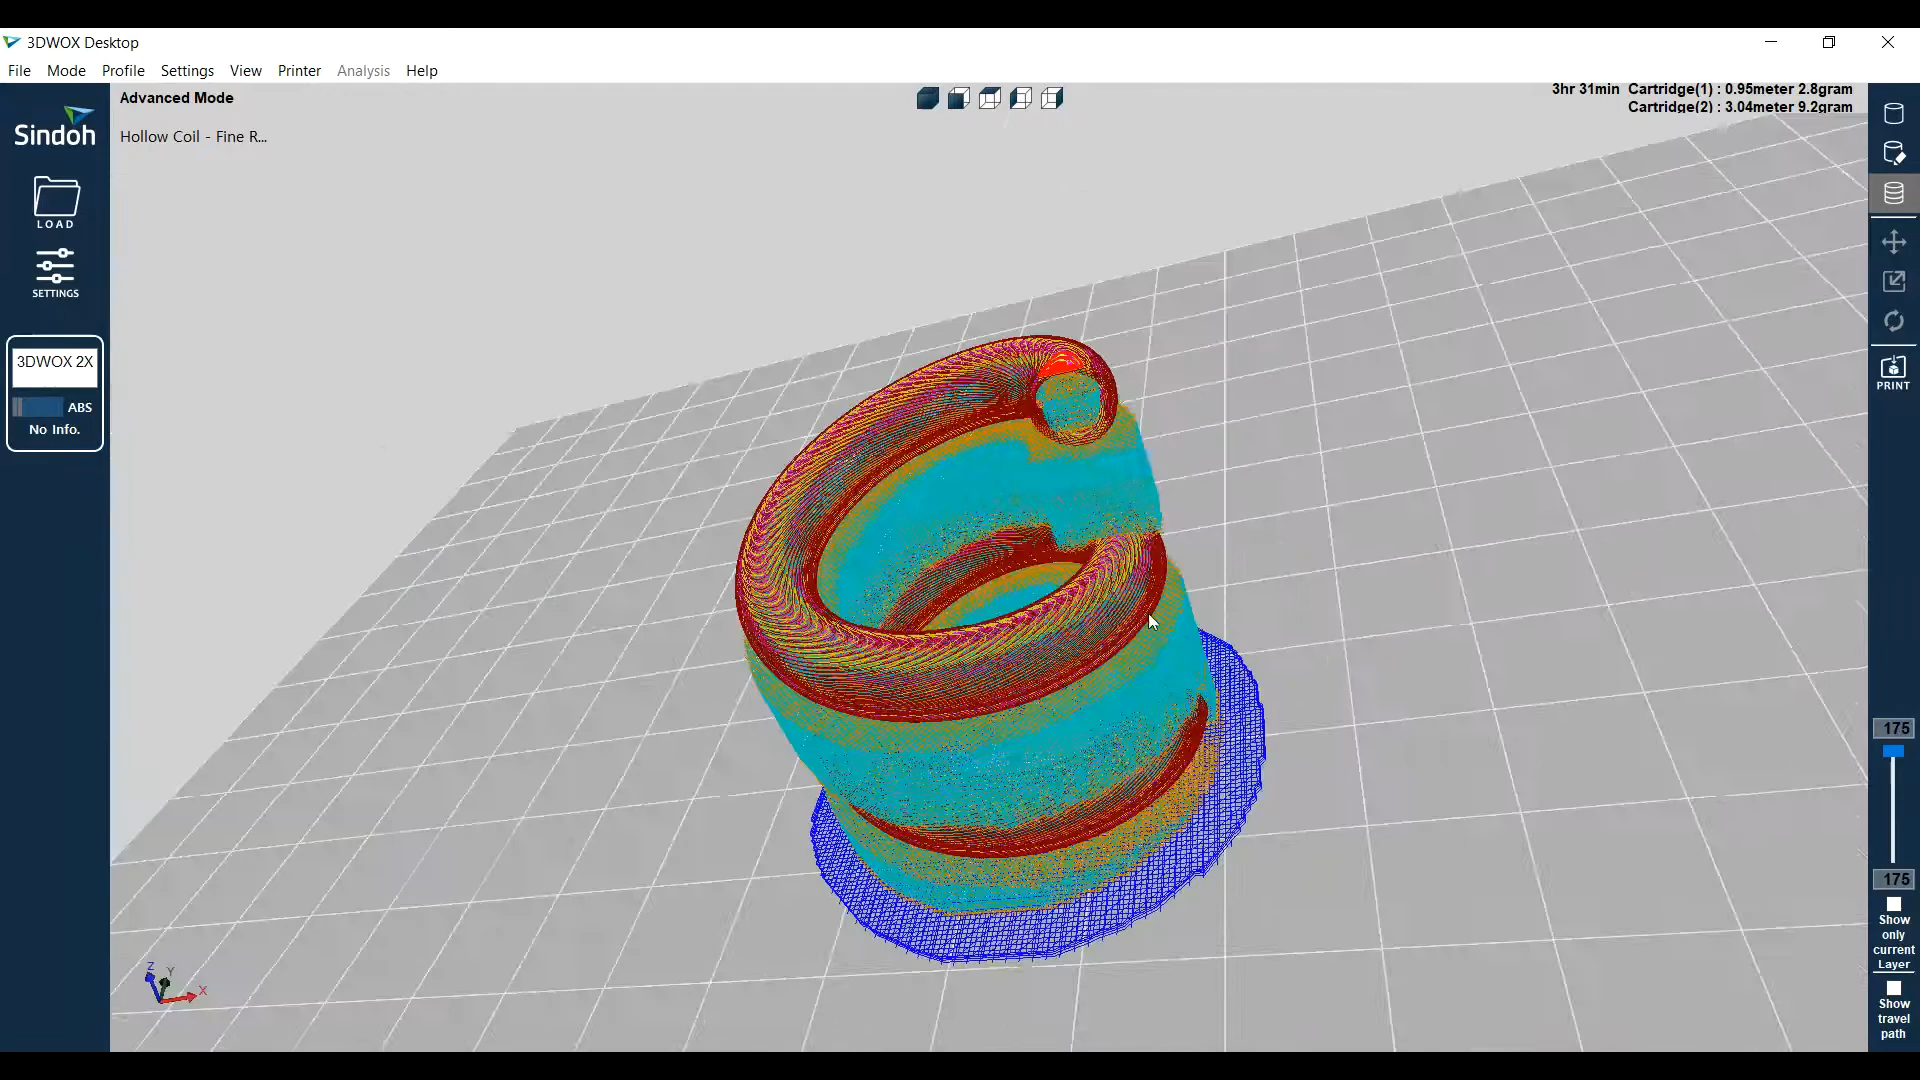 3DWOX Desktop
File Mode Profile Settings View Printer Analysis Help
Advanced Mode
3hr 31min Cartridge(1) : 0.95meter 2.8gram
Cartridge(2) : 3.04meter 9.2gram
Sindoh
Hollow Coil - Fine R...
LOAD
SETTINGS
3DWOX 2X
ABS
No Info.
PRINT
175
175
Show
only
current
Layer
Show
travel
path
Z
Y
X